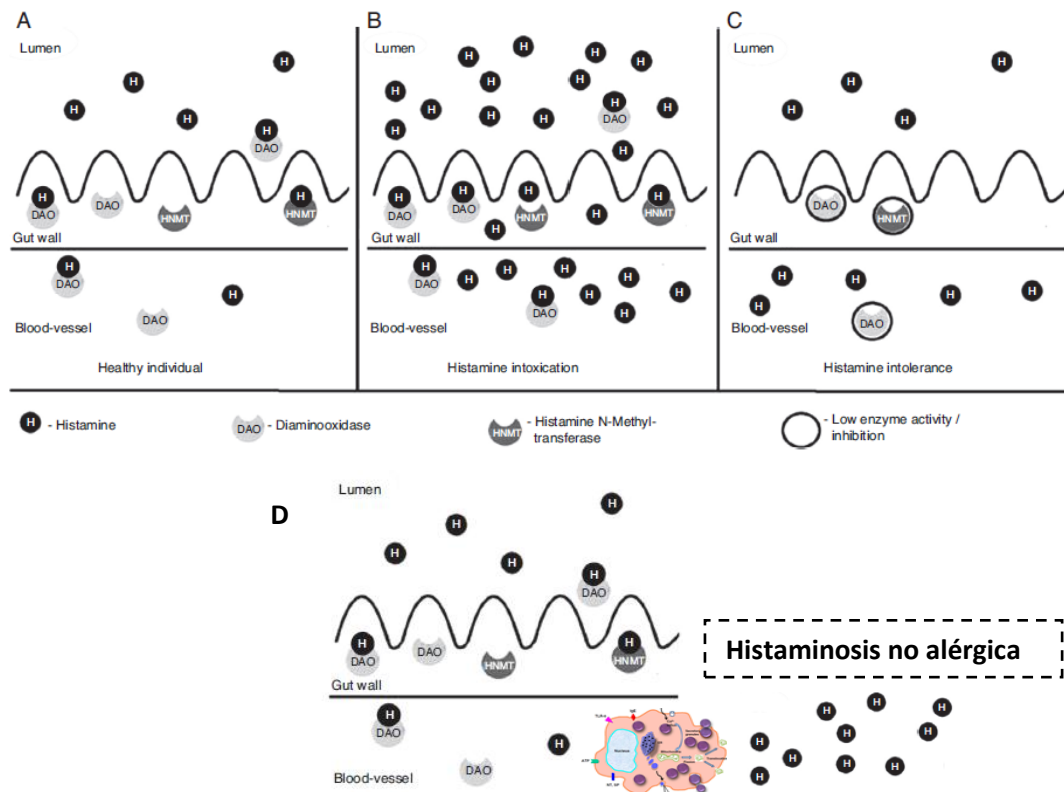 A
Lumen
H
H
H
H
H
DAO
H
DAO
DAO
HNMT
H
HNMT
Gut wall
H
DAO
H
DAO
Blood-vessel
Healthy individual
B
Lumen
H
H
H
H
H
H
H
H
H
H
H
H
H
H
DAO
H
H
DAO
H
DAO
H
HNMT
H
H
H
HNMT
Gut wall
H
DAO
H
H
H
H
H
H
H
H
DAO
Blood-vessel
Histamine intoxication
C
Lumen
H
H
H
H
DAO
HNMT
Gut wall
H
H
H
H
H
DAO
Blood-vessel
Histamine intolerance
H - Histamine
DAO - Diaminooxidase
HNMT - Histamine N-Methyl-
transferase
- Low enzyme activity /
inhibition
D
Lumen
H
H
H
H
H
DAO
H
DAO
DAO
HNMT
H
HNMT
Gut wall
Histaminosis no alérgica
H
DAO
H
DAO
Blood-vessel
Nucleus
ATP
H
H
H
H
H
H
H
H
H
H